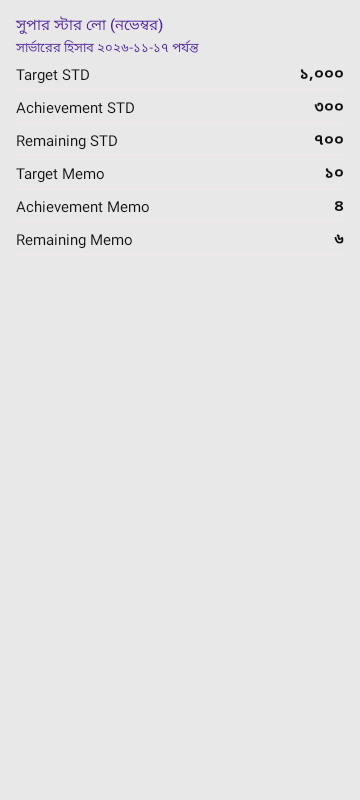 সুপার স্টার লো (নভেম্বর)
সার্ভারের হিসাব ২০২৬-১১-১৭ পর্যন্ত
Target STD ১,০০০
Achievement STD ৩০০
Remaining STD ৭০০
Target Memo ১০
Achievement Memo ৪
Remaining Memo ৬